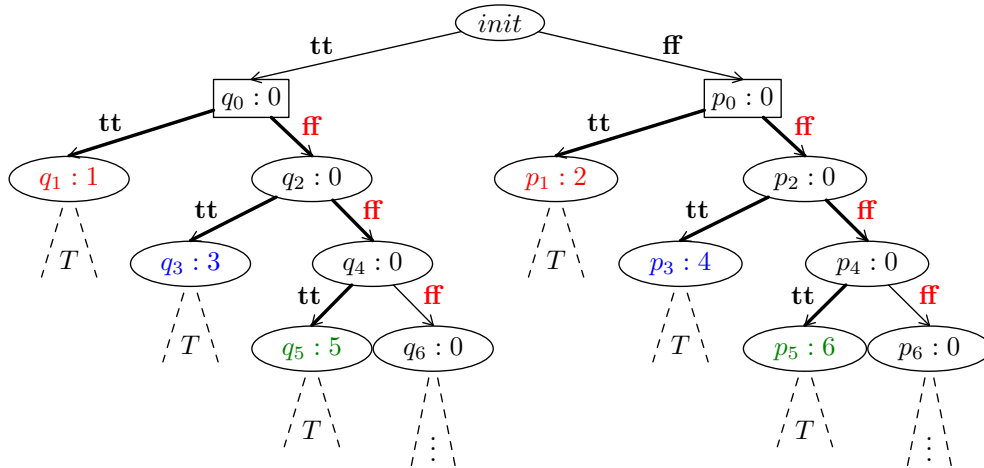 init
tt ff
q₀ : 0 p₀ : 0
tt ff tt ff
q₁ : 1 q₂ : 0 p₁ : 2 p₂ : 0
tt ff tt ff
T q₃ : 3 q₄ : 0 T p₃ : 4 p₄ : 0
tt ff tt ff
T q₅ : 5 q₆ : 0 T p₅ : 6 p₆ : 0
T ⋮ T ⋮